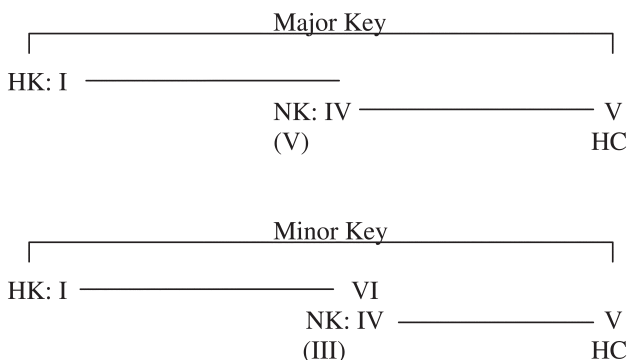 Major Key
HK: I
NK: IV V
(V) HC
Minor Key
HK: I VI
NK: IV V
(III) HC